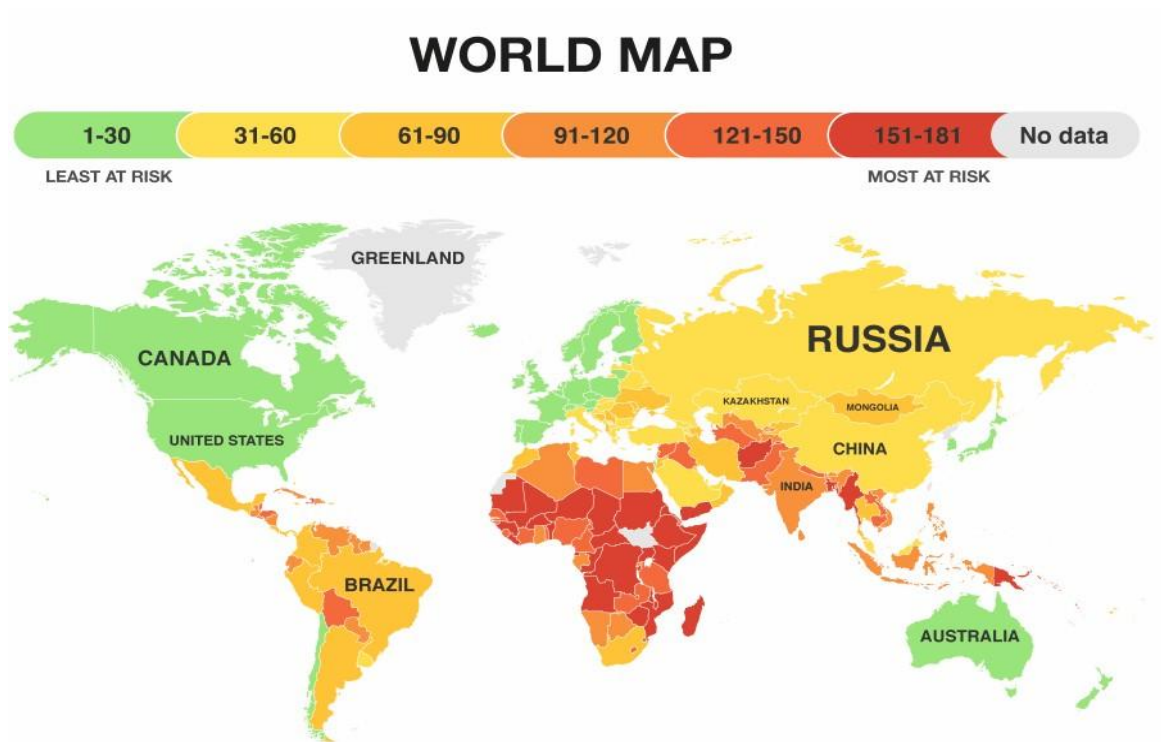 WORLD MAP
1-30 31-60 61-90 91-120 121-150 151-181 No data
LEAST AT RISK MOST AT RISK
GREENLAND
RUSSIA
CANADA
KAZAKHSTAN
MONGOLIA
UNITED STATES
CHINA
INDIA
BRAZIL
AUSTRALIA